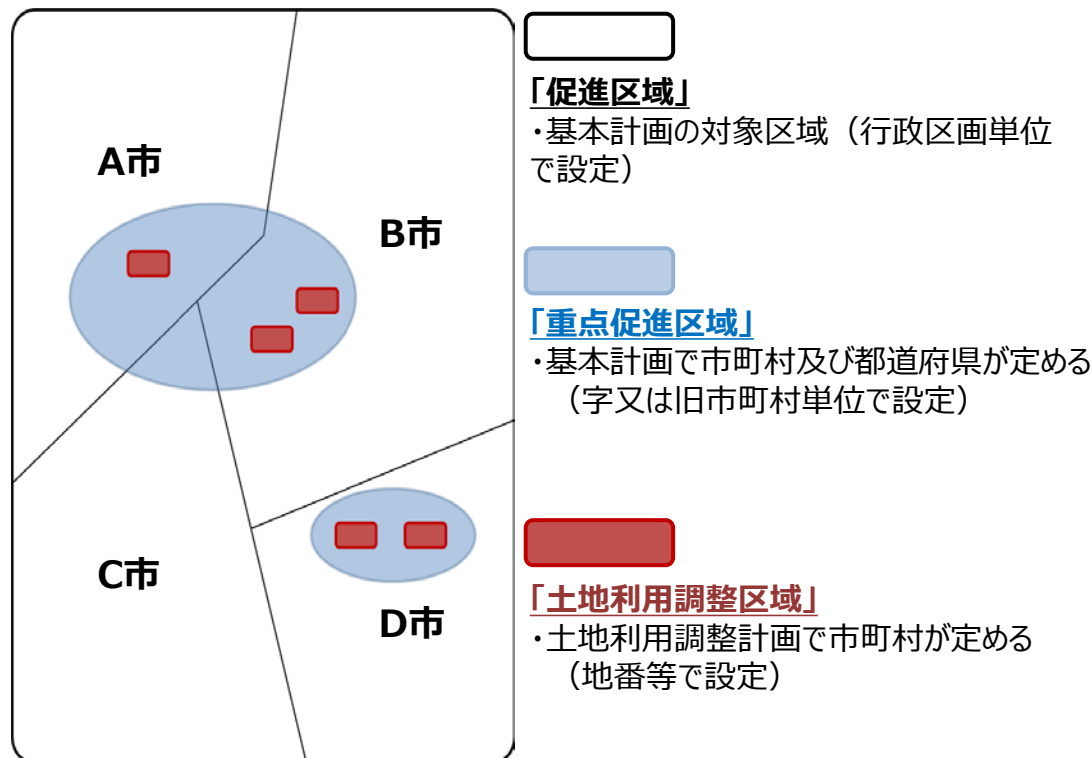 A市
B市
C市
D市
「促進区域」
・基本計画の対象区域（行政区画単位
で設定）
「重点促進区域」
・基本計画で市町村及び都道府県が定める
（字又は旧市町村単位で設定）
「土地利用調整区域」
・土地利用調整計画で市町村が定める
（地番等で設定）